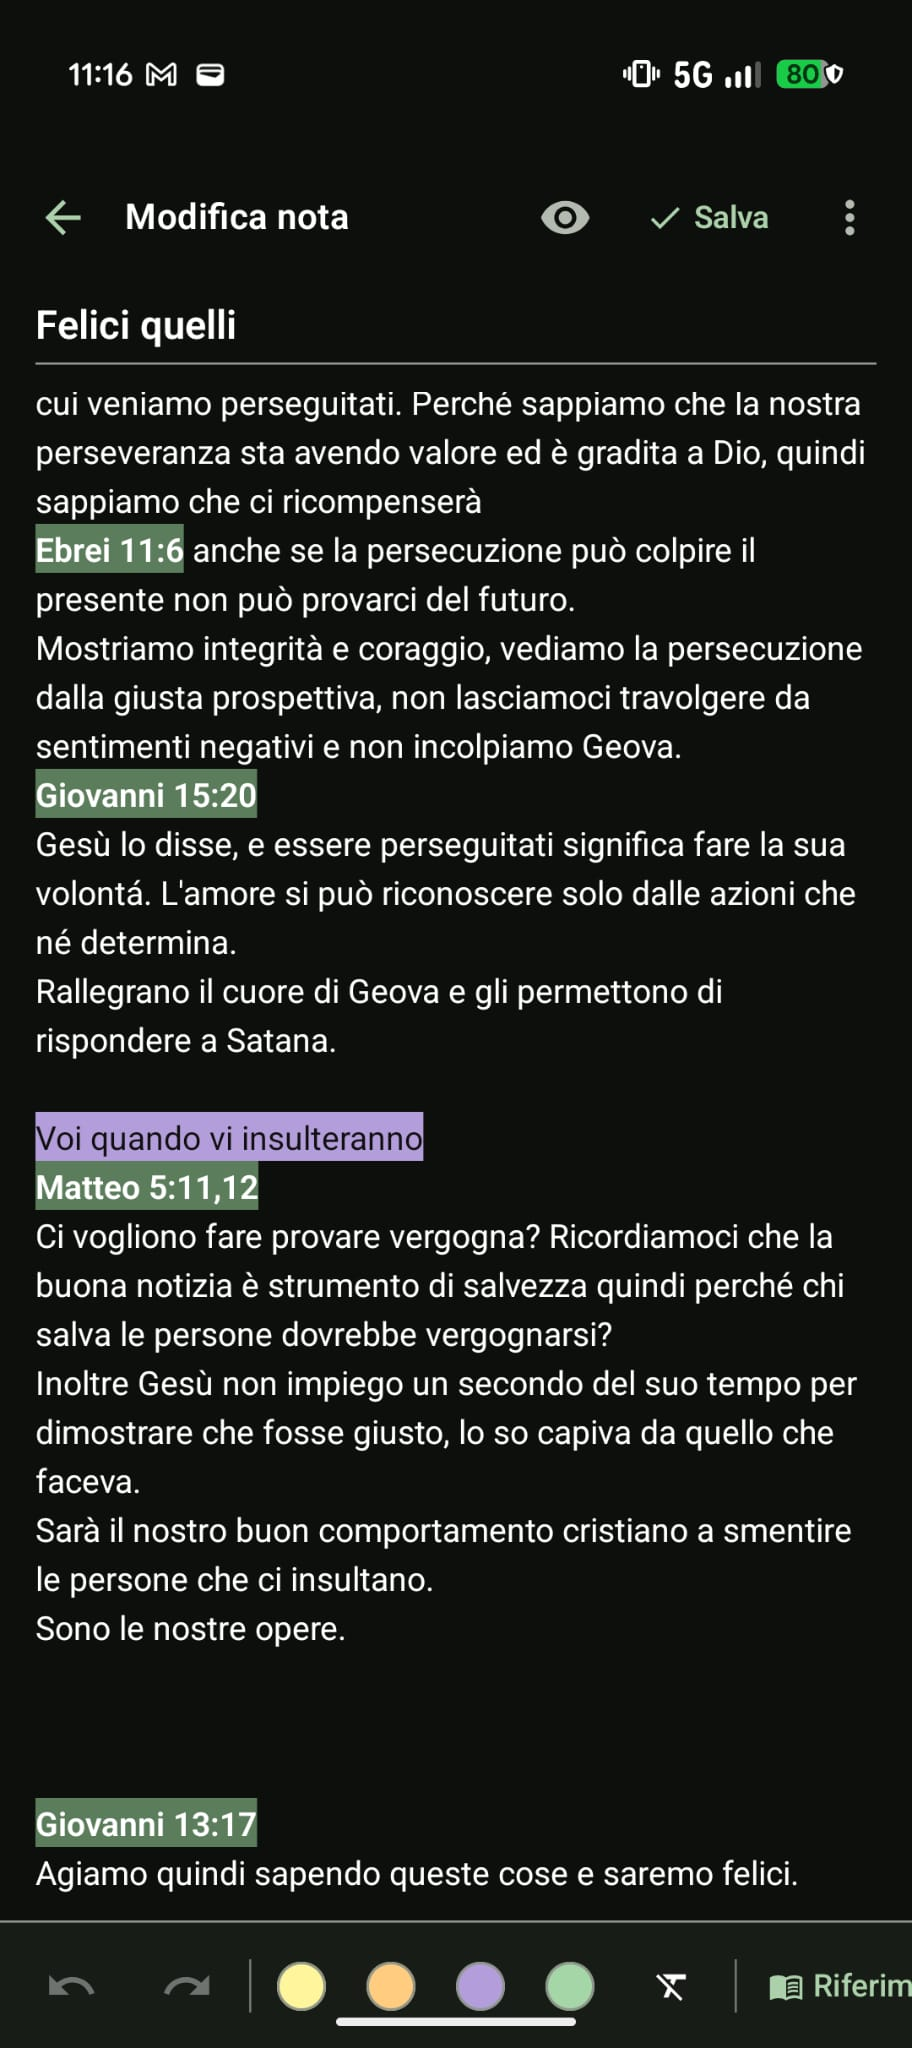 11:16
5G
80
Modifica nota
Salva
Felici quelli
cui veniamo perseguitati. Perché sappiamo che la nostra
perseveranza sta avendo valore ed è gradita a Dio, quindi
sappiamo che ci ricompenserà
Ebrei 11:6 anche se la persecuzione può colpire il
presente non può provarci del futuro.
Mostriamo integrità e coraggio, vediamo la persecuzione
dalla giusta prospettiva, non lasciamoci travolgere da
sentimenti negativi e non incolpiamo Geova.
Giovanni 15:20
Gesù lo disse, e essere perseguitati significa fare la sua
volontá. L'amore si può riconoscere solo dalle azioni che
né determina.
Rallegrano il cuore di Geova e gli permettono di
rispondere a Satana.
Voi quando vi insulteranno
Matteo 5:11,12
Ci vogliono fare provare vergogna? Ricordiamoci che la
buona notizia è strumento di salvezza quindi perché chi
salva le persone dovrebbe vergognarsi?
Inoltre Gesù non impiego un secondo del suo tempo per
dimostrare che fosse giusto, lo so capiva da quello che
faceva.
Sarà il nostro buon comportamento cristiano a smentire
le persone che ci insultano.
Sono le nostre opere.
Giovanni 13:17
Agiamo quindi sapendo queste cose e saremo felici.
Riferim